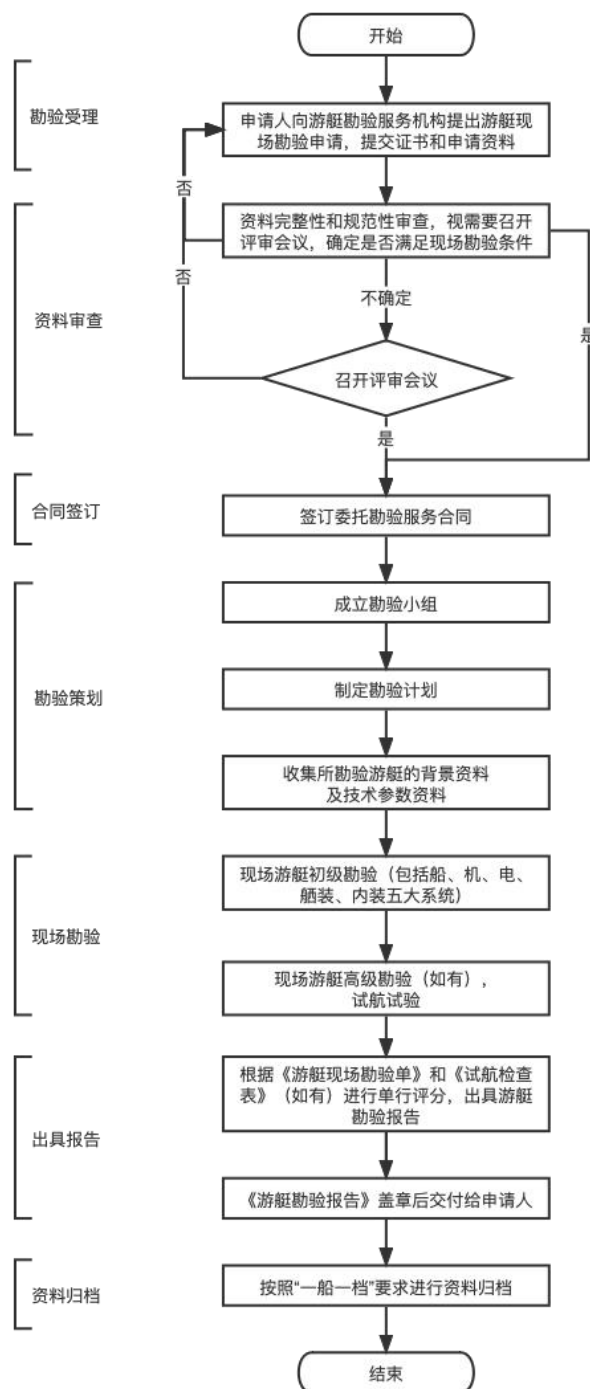 开始
勘验受理
申请人向游艇勘验服务机构提出游艇现
场勘验申请，提交证书和申请资料
否
资料完整性和规范性审查，视需要召开
评审会议，确定是否满足现场勘验条件
否
不确定
资料审查
是
召开评审会议
是
合同签订
签订委托勘验服务合同
成立勘验小组
勘验策划
制定勘验计划
收集所勘验游艇的背景资料
及技术参数资料
现场游艇初级勘验（包括船、机、电、
舾装、内装五大系统）
现场勘验
现场游艇高级勘验（如有），
试航试验
根据《游艇现场勘验单》和《试航检查
表》（如有）进行单行评分，出具游艇
勘验报告
出具报告
《游艇勘验报告》盖章后交付给申请人
资料归档
按照“一船一档”要求进行资料归档
结束